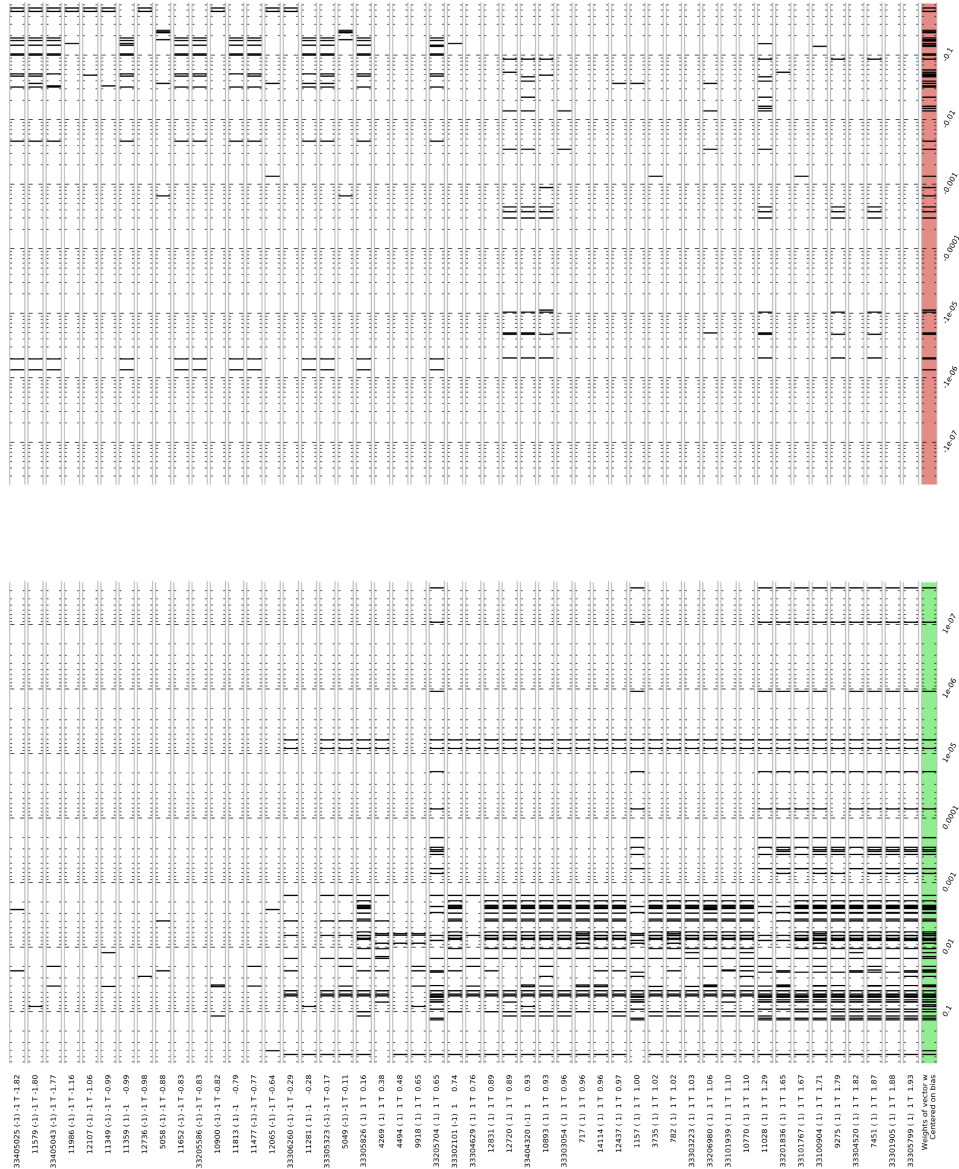 33405025 (-1) -1 T -1.82
11579 (-1) -1 T -1.80
33405043 (-1) -1 T -1.77
11986 (-1) -1 T -1.16
12107 (-1) -1 T -1.06
11349 (-1) -1 T -0.99
11359 (-1) -1   -0.99
12736 (-1) -1 T -0.98
5058 (-1) -1 T -0.88
11652 (-1) -1 T -0.83
33205586 (-1) -1 T -0.83
10900 (-1) -1 T -0.82
11813 (-1) -1   -0.79
11477 (-1) -1 T -0.77
12065 (-1) -1 T -0.64
33306260 (-1) -1 T -0.29
11281 (-1) -1   -0.28
33305323 (-1) -1 T -0.17
5049 (-1) -1 T -0.11
33305826 ( 1) 1 T 0.16
4269 ( 1) 1 T 0.38
4494 ( 1) 1 T 0.48
9918 ( 1) 1 T 0.65
33205704 ( 1) 1 T 0.65
33302101 (-1) 1   0.74
33304629 ( 1) 1 T 0.76
12831 ( 1) 1 T 0.89
12720 ( 1) 1 T 0.89
33404320 (-1) 1   0.93
10893 ( 1) 1 T 0.93
33303054 ( 1) 1 T 0.96
717 ( 1) 1 T 0.96
14114 ( 1) 1 T 0.96
12437 ( 1) 1 T 0.97
1157 ( 1) 1 T 1.00
3735 ( 1) 1 T 1.02
782 ( 1) 1 T 1.02
33303223 ( 1) 1 T 1.03
33206980 ( 1) 1 T 1.06
33101939 ( 1) 1 T 1.10
10770 ( 1) 1 T 1.10
11028 ( 1) 1 T 1.29
33201836 ( 1) 1 T 1.65
33101767 ( 1) 1 T 1.67
33100904 ( 1) 1 T 1.71
9275 ( 1) 1 T 1.79
33304520 ( 1) 1 T 1.82
7451 ( 1) 1 T 1.87
33301905 ( 1) 1 T 1.88
33305799 ( 1) 1 T 1.93
Weights of vector w
Centered on bias
0.1 0.01 0.001 0.0001 1e-05 1e-06 1e-07 -1e-07 -1e-06 -1e-05 -0.0001 -0.001 -0.01 -0.1